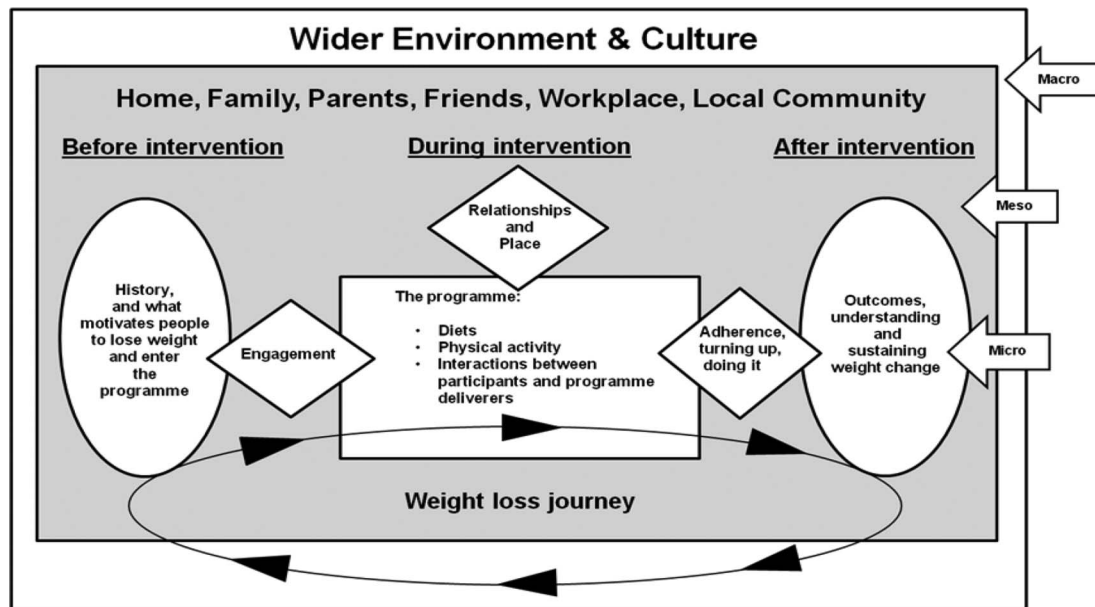 Wider Environment & Culture
Macro
Home, Family, Parents, Friends, Workplace, Local Community
Before intervention
During intervention
After intervention
Meso
Relationships
and
Place
History,
and what
motivates people
to lose weight
and enter
the
programme
Engagement
The programme:
• Diets
• Physical activity
• Interactions between
participants and programme
deliverers
Adherence,
turning up,
doing it
Outcomes,
understanding
and
sustaining
weight change
Micro
Weight loss journey